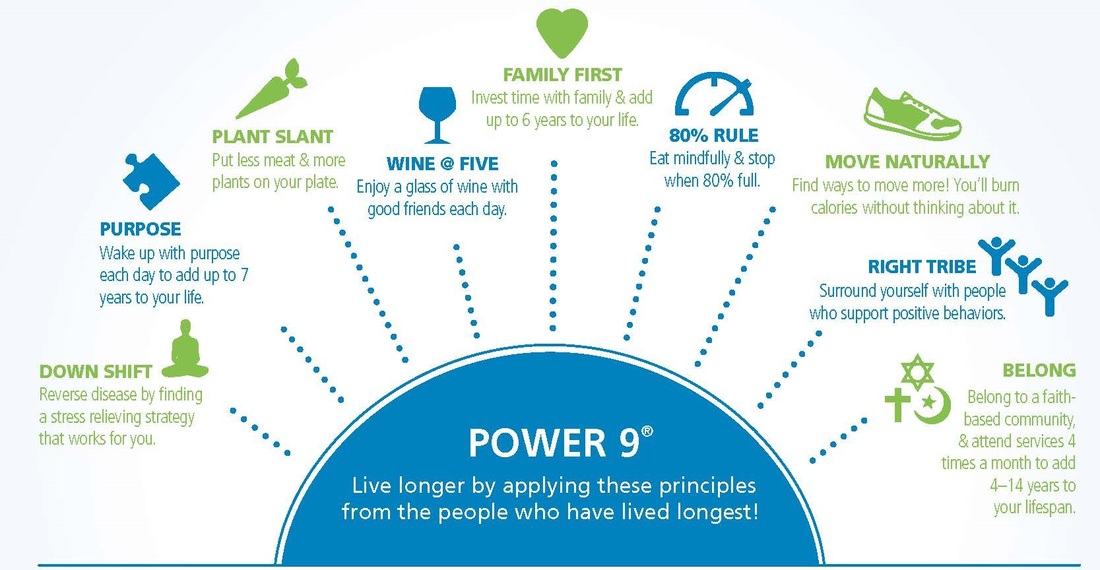 DOWN SHIFT
Reverse disease by finding
a stress relieving strategy
that works for you.
PURPOSE
Wake up with purpose
each day to add up to 7
years to your life.
PLANT SLANT
Put less meat & more
plants on your plate.
WINE @ FIVE
Enjoy a glass of wine with
good friends each day.
FAMILY FIRST
Invest time with family & add
up to 6 years to your life.
80% RULE
Eat mindfully & stop
when 80% full.
MOVE NATURALLY
Find ways to move more! You'll burn
calories without thinking about it.
RIGHT TRIBE
Surround yourself with people
who support positive behaviors.
BELONG
Belong to a faith-
based community,
& attend services 4
times a month to add
4–14 years to
your lifespan.
POWER 9®
Live longer by applying these principles
from the people who have lived longest!